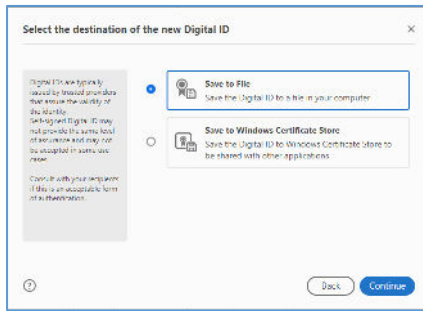 Select the destination of the new Digital ID
Digital IDs are typically
issued by trusted providers
that assure the validity of
the identity.
Self-signed Digital ID may
not provide the same level
of assurance and may not
be accepted in some use
cases.
Consult with your recipients
if this is an acceptable form
of authentication.
Save to File
Save the Digital ID to a file in your computer
Save to Windows Certificate Store
Save the Digital ID to Windows Certificate Store to
be shared with other applications
Back
Continue